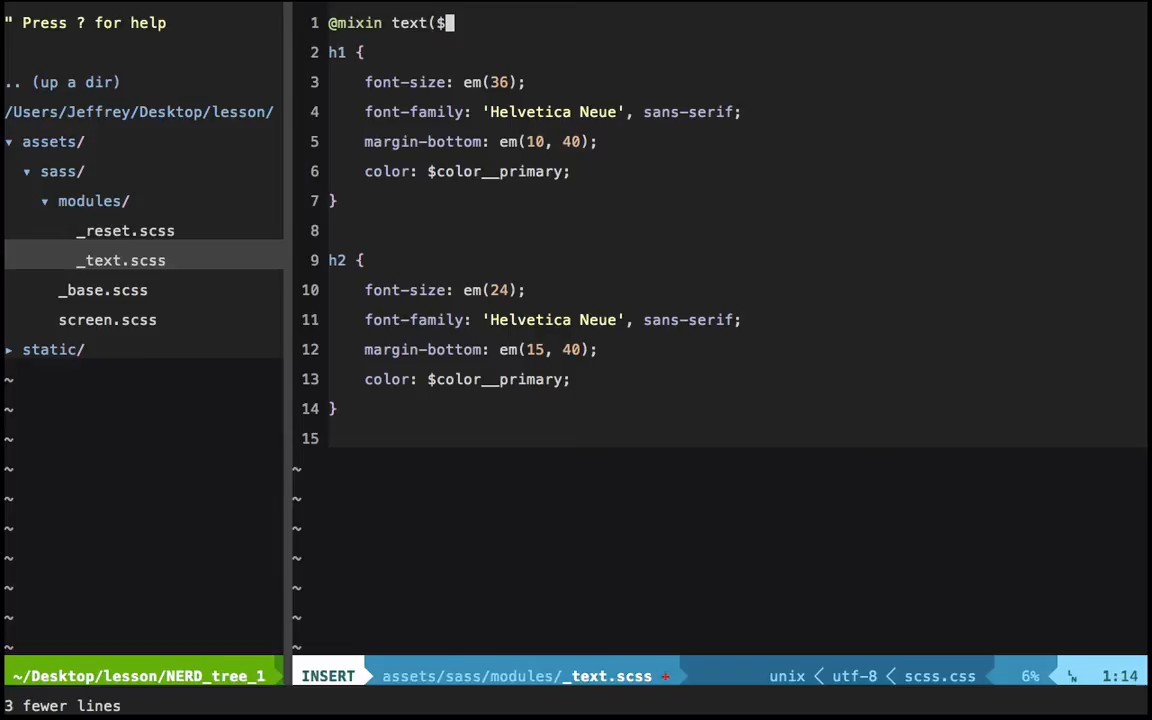 " Press ? for help
.. (up a dir)
/Users/Jeffrey/Desktop/lesson/
▾ assets/
▾ sass/
▾ modules/
_reset.scss
_text.scss
_base.scss
screen.scss
▸ static/
~
~
~
~
~
~
~
~
~
~
1 @mixin text($
2 h1 {
3 font-size: em(36);
4 font-family: 'Helvetica Neue', sans-serif;
5 margin-bottom: em(10, 40);
6 color: $color__primary;
7 }
8
9 h2 {
10 font-size: em(24);
11 font-family: 'Helvetica Neue', sans-serif;
12 margin-bottom: em(15, 40);
13 color: $color__primary;
14 }
15
~
~
~
~
~
~
~
~/Desktop/lesson/NERD_tree_1
INSERT assets/sass/modules/_text.scss + unix < utf-8 < scss.css 6% ␤ 1:14
3 fewer lines